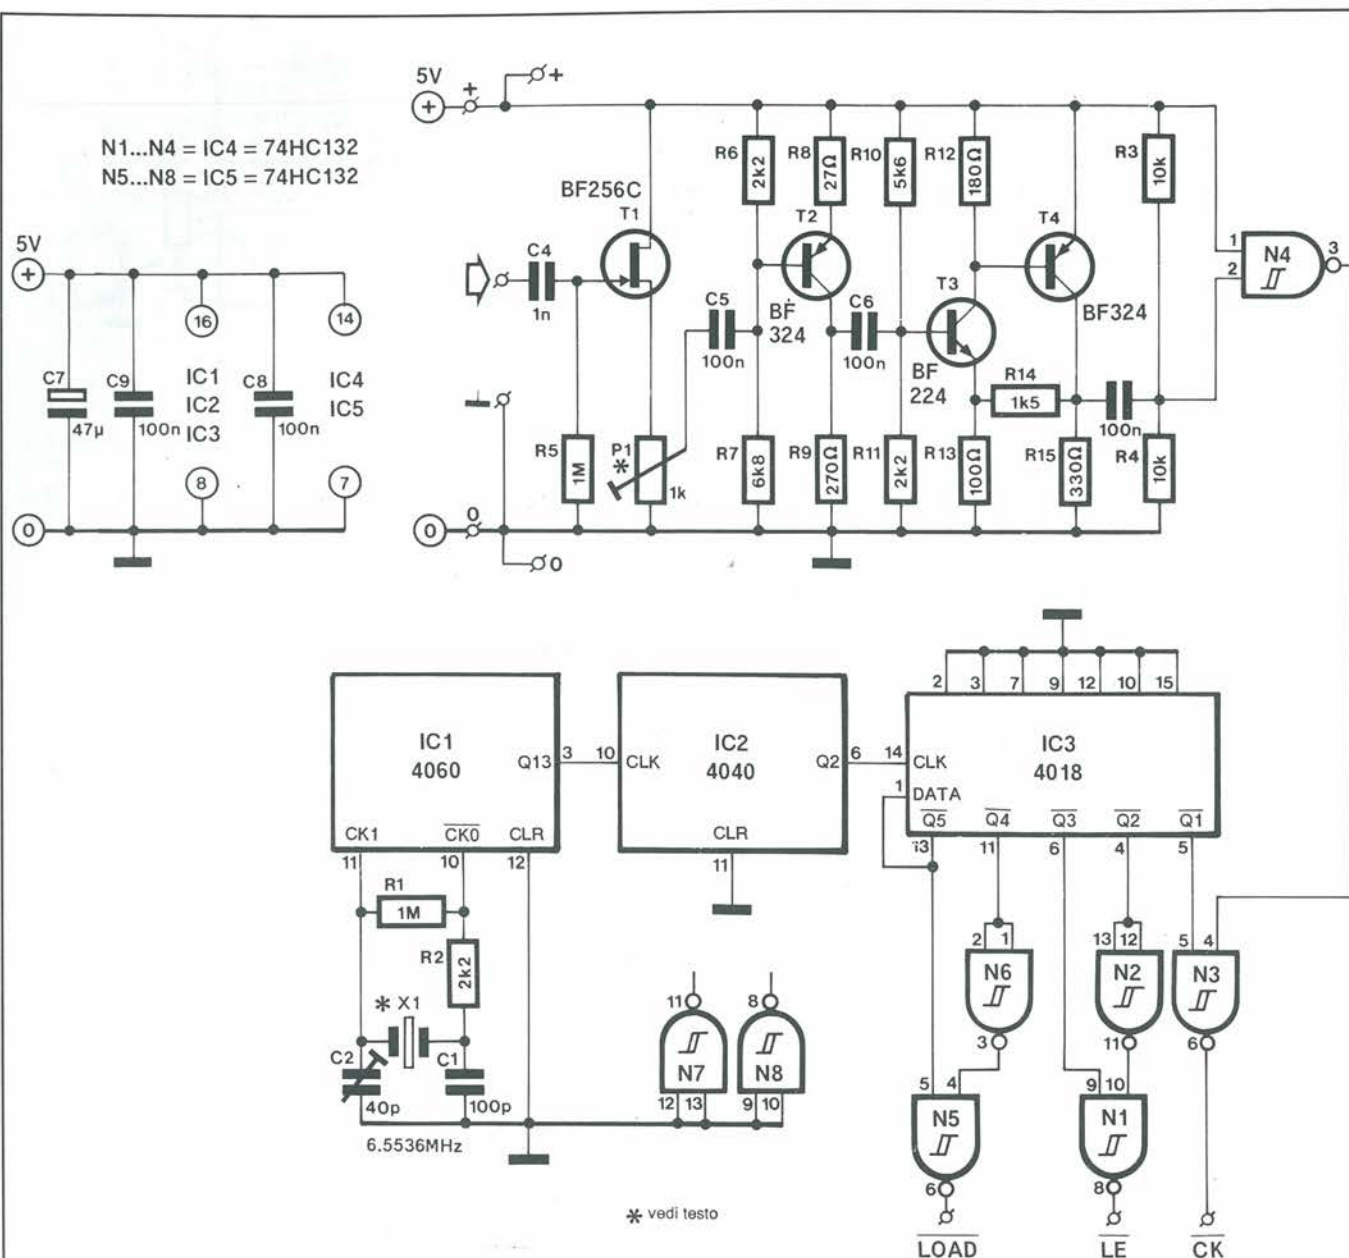 N1...N4 = IC4 = 74HC132
N5...N8 = IC5 = 74HC132
5V
+
16
14
C7
47µ
C9
100n
IC1
IC2
IC3
C8
100n
IC4
IC5
8
7
0
5V
+
+
+
BF256C
T1
C4
1n
R5
1M
P1
*
1k
C5
100n
R6
2k2
R7
6k8
R8
27Ω
T2
BF
324
R9
270Ω
C6
100n
R10
5k6
R11
2k2
R12
180Ω
T3
BF
224
R13
100Ω
R14
1k5
T4
BF324
R15
330Ω
100n
R3
10k
R4
10k
1
2
N4
3
0
0
0
IC1
4060
Q13
3
CK1
CK0
CLR
11
10
12
10
CLK
IC2
4040
Q2
6
CLR
11
2
3
7
9
12
10
15
14
CLK
IC3
4018
1
DATA
Q5
Q4
Q3
Q2
Q1
13
11
6
4
5
R1
1M
R2
2k2
* X1
C2
40p
C1
100p
6.5536MHz
11
N7
12
13
8
N8
9
10
2
1
N6
3
13
12
N2
11
5
4
N3
6
5
4
N5
6
9
10
N1
8
* vedi testo
LOAD
LE
CK